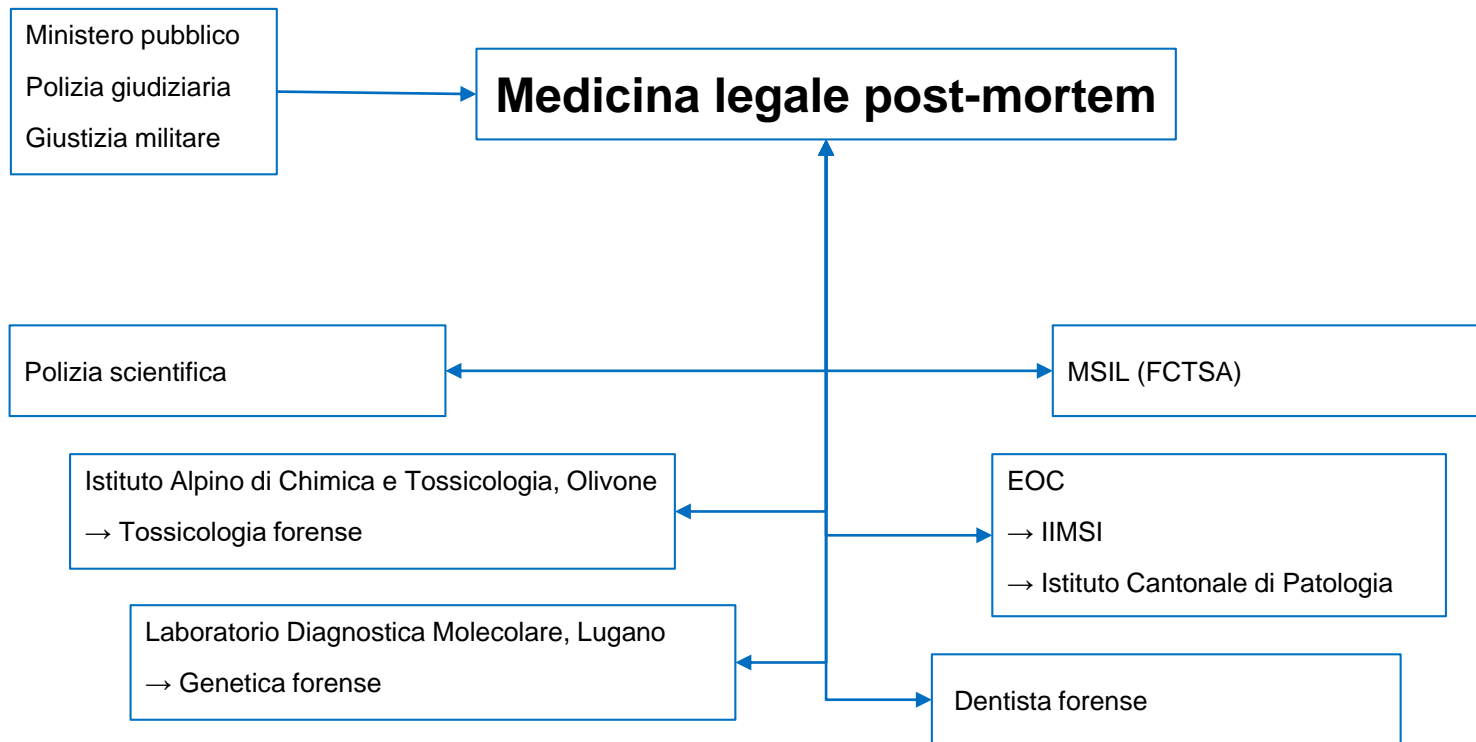 Ministero pubblico
Polizia giudiziaria
Giustizia militare
Medicina legale post-mortem
Polizia scientifica
MSIL (FCTSA)
Istituto Alpino di Chimica e Tossicologia, Olivone
→ Tossicologia forense
EOC
→ IIMSI
→ Istituto Cantonale di Patologia
Laboratorio Diagnostica Molecolare, Lugano
→ Genetica forense
Dentista forense